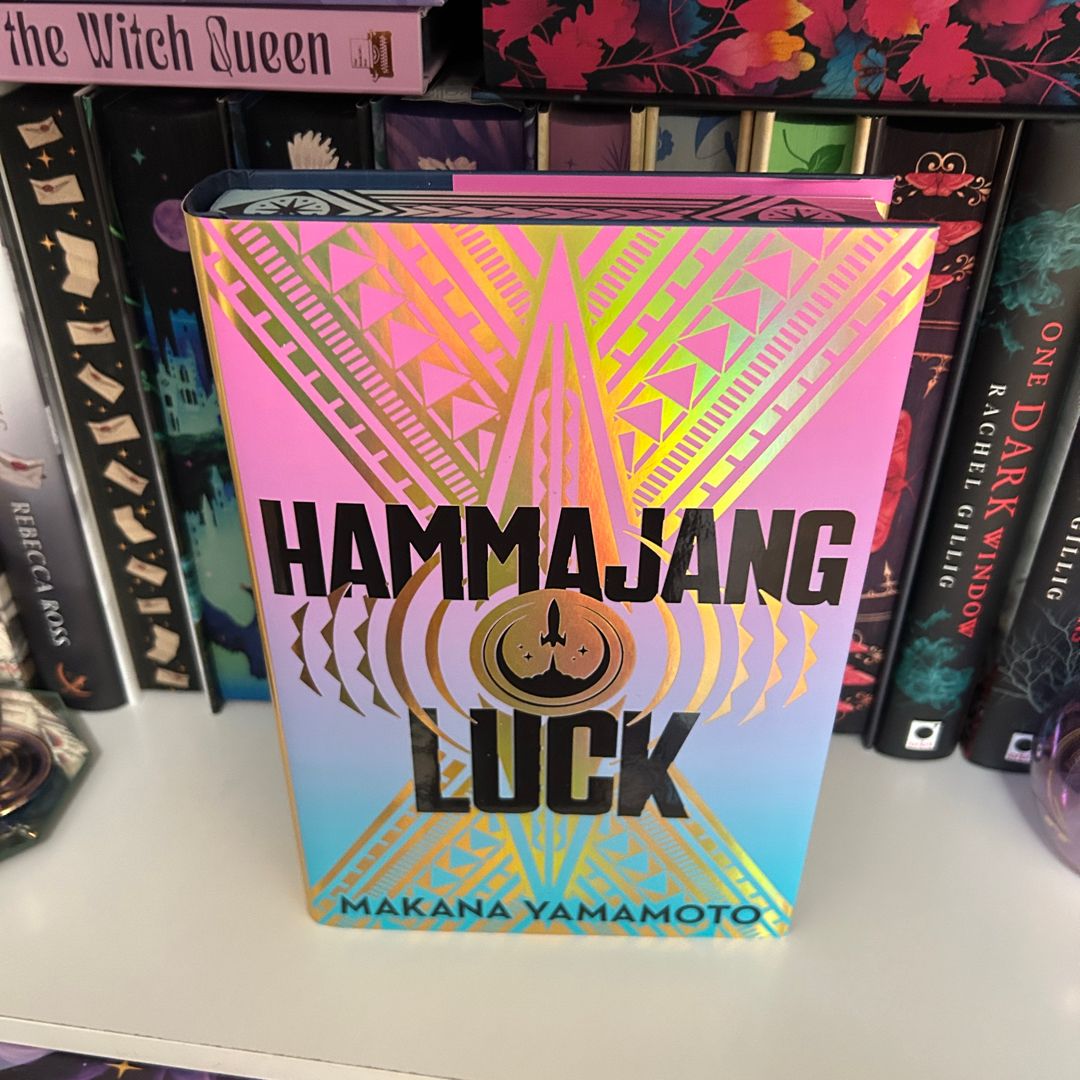 the Witch Queen
HAMMAJANG
LUCK
MAKANA YAMAMOTO
REBECCA ROSS
ONE DARK WINDOW
RACHEL GILLIG
GILLIG